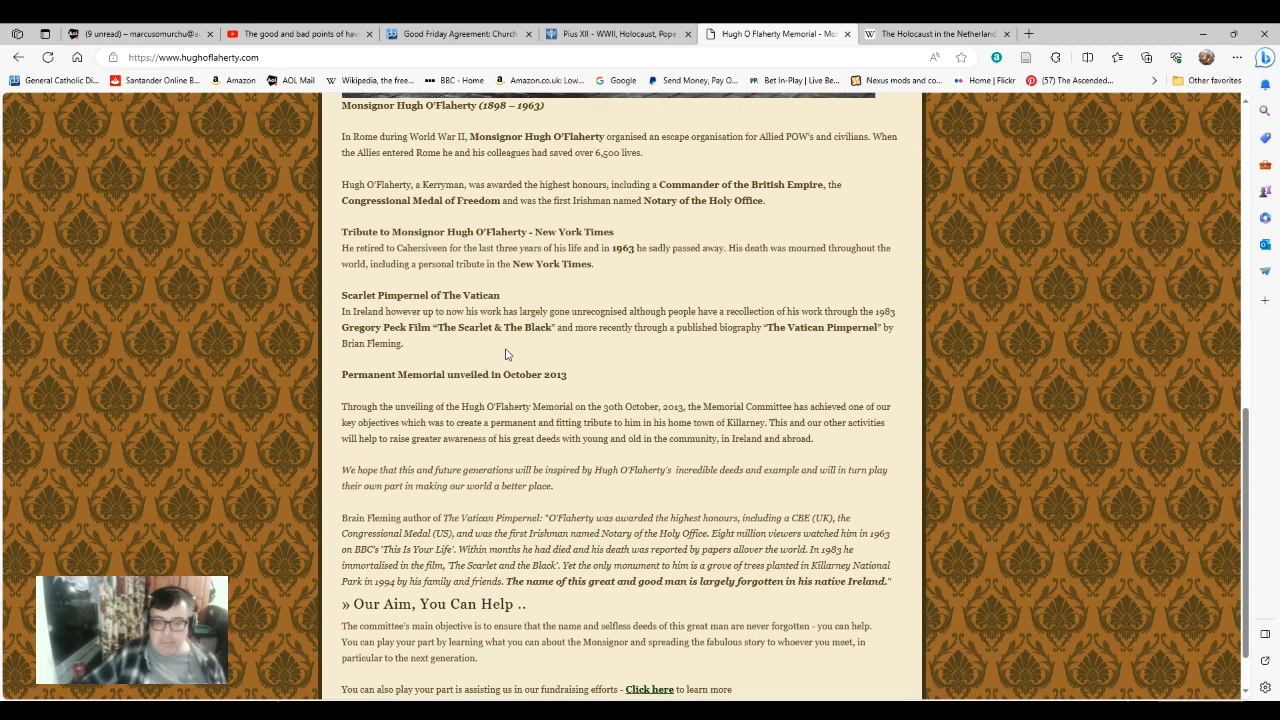 (9 unread) – marcusomurchu@a
The good and bad points of hav
Good Friday Agreement: Church
Pius XII - WWII, Holocaust, Pope
Hugh O Flaherty Memorial - Mo
The Holocaust in the Netherland
https://www.hughoflaherty.com
General Catholic Di...
Santander Online B...
Amazon
AOL Mail
Wikipedia, the free...
BBC - Home
Amazon.co.uk: Low...
Google
Send Money, Pay O...
Bet In-Play | Live Be...
Nexus mods and co...
Home | Flickr
The Ascended (TES5...
Other favorites
Monsignor Hugh O'Flaherty (1898 – 1963)
In Rome during World War II, Monsignor Hugh O'Flaherty organised an escape organisation for Allied POW's and civilians. When
the Allies entered Rome he and his colleagues had saved over 6,500 lives.
Hugh O'Flaherty, a Kerryman, was awarded the highest honours, including a Commander of the British Empire, the
Congressional Medal of Freedom and was the first Irishman named Notary of the Holy Office.
Tribute to Monsignor Hugh O'Flaherty - New York Times
He retired to Cahersiveen for the last three years of his life and in 1963 he sadly passed away. His death was mourned throughout the
world, including a personal tribute in the New York Times.
Scarlet Pimpernel of The Vatican
In Ireland however up to now his work has largely gone unrecognised although people have a recollection of his work through the 1983
Gregory Peck Film “The Scarlet & The Black” and more recently through a published biography “The Vatican Pimpernel” by
Brian Fleming.
Permanent Memorial unveiled in October 2013
Through the unveiling of the Hugh O'Flaherty Memorial on the 30th October, 2013, the Memorial Committee has achieved one of our
key objectives which was to create a permanent and fitting tribute to him in his home town of Killarney. This and our other activities
will help to raise greater awareness of his great deeds with young and old in the community, in Ireland and abroad.
We hope that this and future generations will be inspired by Hugh O'Flaherty's incredible deeds and example and will in turn play
their own part in making our world a better place.
Brain Fleming author of The Vatican Pimpernel: "O'Flaherty was awarded the highest honours, including a CBE (UK), the
Congressional Medal (US), and was the first Irishman named Notary of the Holy Office. Eight million viewers watched him in 1963
on BBC's 'This Is Your Life'. Within months he had died and his death was reported by papers allover the world. In 1983 he
immortalised in the film, 'The Scarlet and the Black'. Yet the only monument to him is a grove of trees planted in Killarney National
Park in 1994 by his family and friends. The name of this great and good man is largely forgotten in his native Ireland."
» Our Aim, You Can Help ..
The committee's main objective is to ensure that the name and selfless deeds of this great man are never forgotten - you can help.
You can play your part by learning what you can about the Monsignor and spreading the fabulous story to whoever you meet, in
particular to the next generation.
You can also play your part is assisting us in our fundraising efforts - Click here to learn more